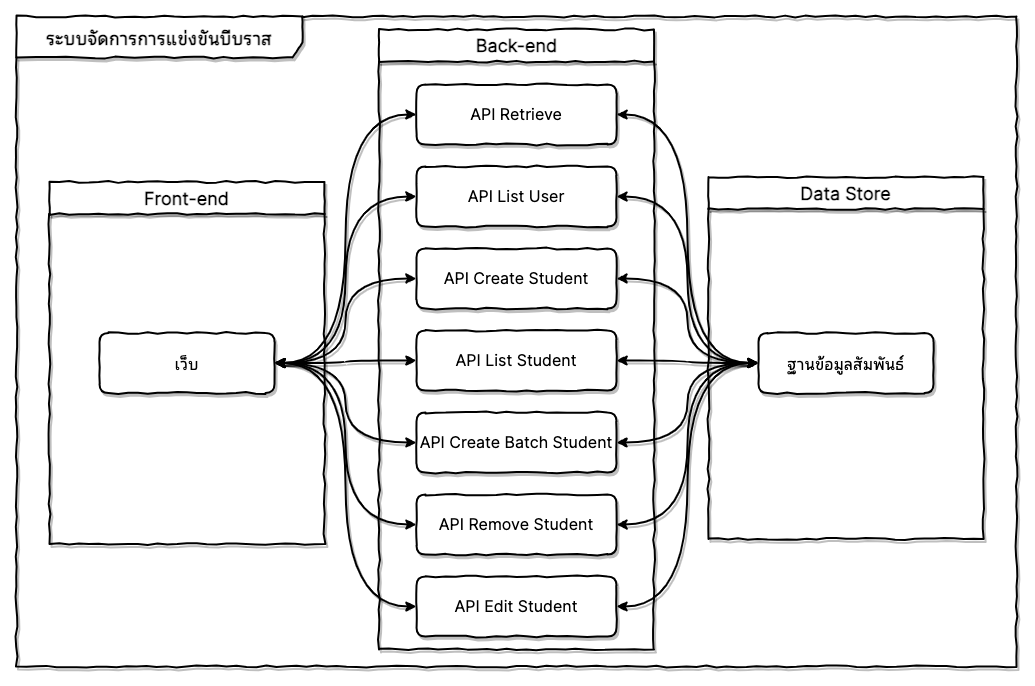 ระบบจัดการการแข่งขันบีบราส
Back-end
API Retrieve
API List User
Front-end
Data Store
API Create Student
API List Student
เว็บ
ฐานข้อมูลสัมพันธ์
API Create Batch Student
API Remove Student
API Edit Student